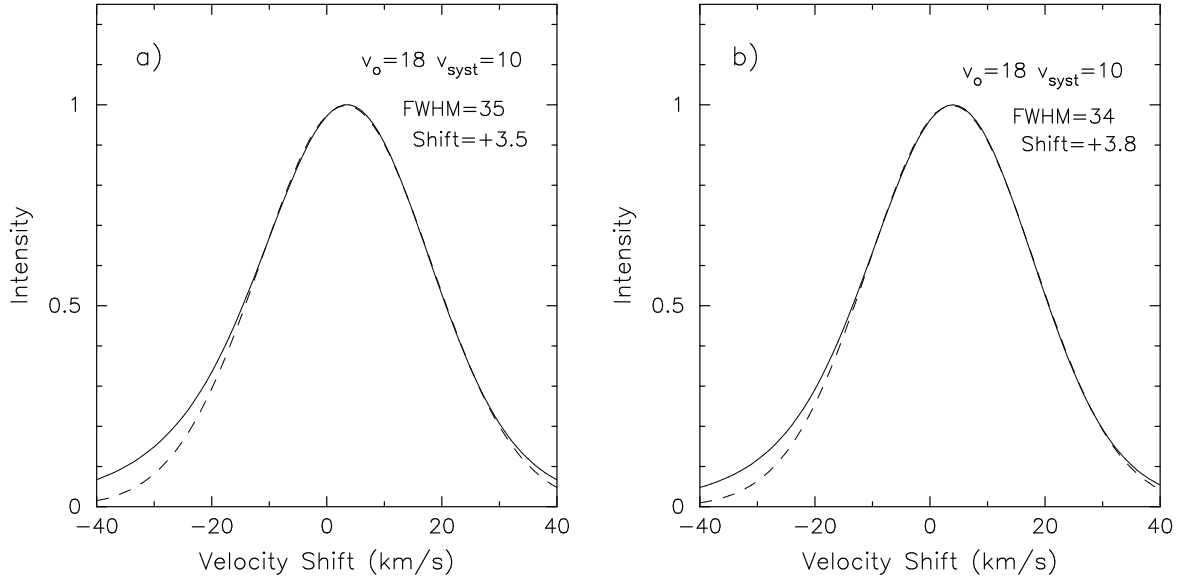 a)
v_o=18 v_syst=10
FWHM=35
Shift=+3.5
1
0.5
0
Intensity
−40 −20 0 20 40
Velocity Shift (km/s)
b)
v_o=18 v_syst=10
FWHM=34
Shift=+3.8
1
0.5
0
Intensity
−40 −20 0 20 40
Velocity Shift (km/s)